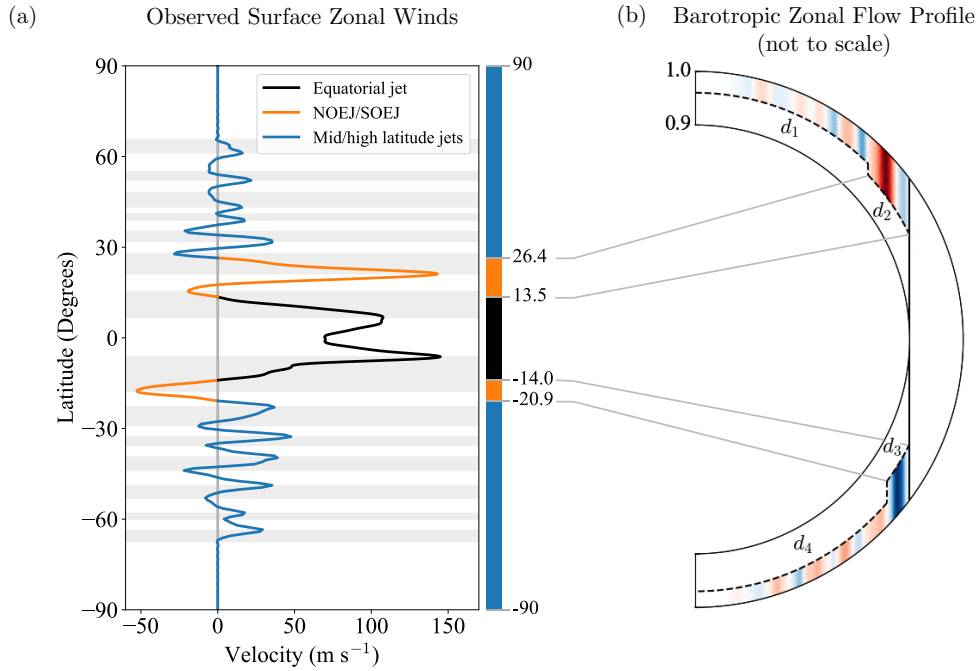 (a)
Observed Surface Zonal Winds
90
60
30
0
−30
−60
−90
Latitude (Degrees)
−50
0
50
100
150
Velocity (m s⁻¹)
Equatorial jet
NOEJ/SOEJ
Mid/high latitude jets
90
26.4
13.5
-14.0
-20.9
-90
(b)
Barotropic Zonal Flow Profile
(not to scale)
1.0
0.9
d₁
d₂
d₃
d₄